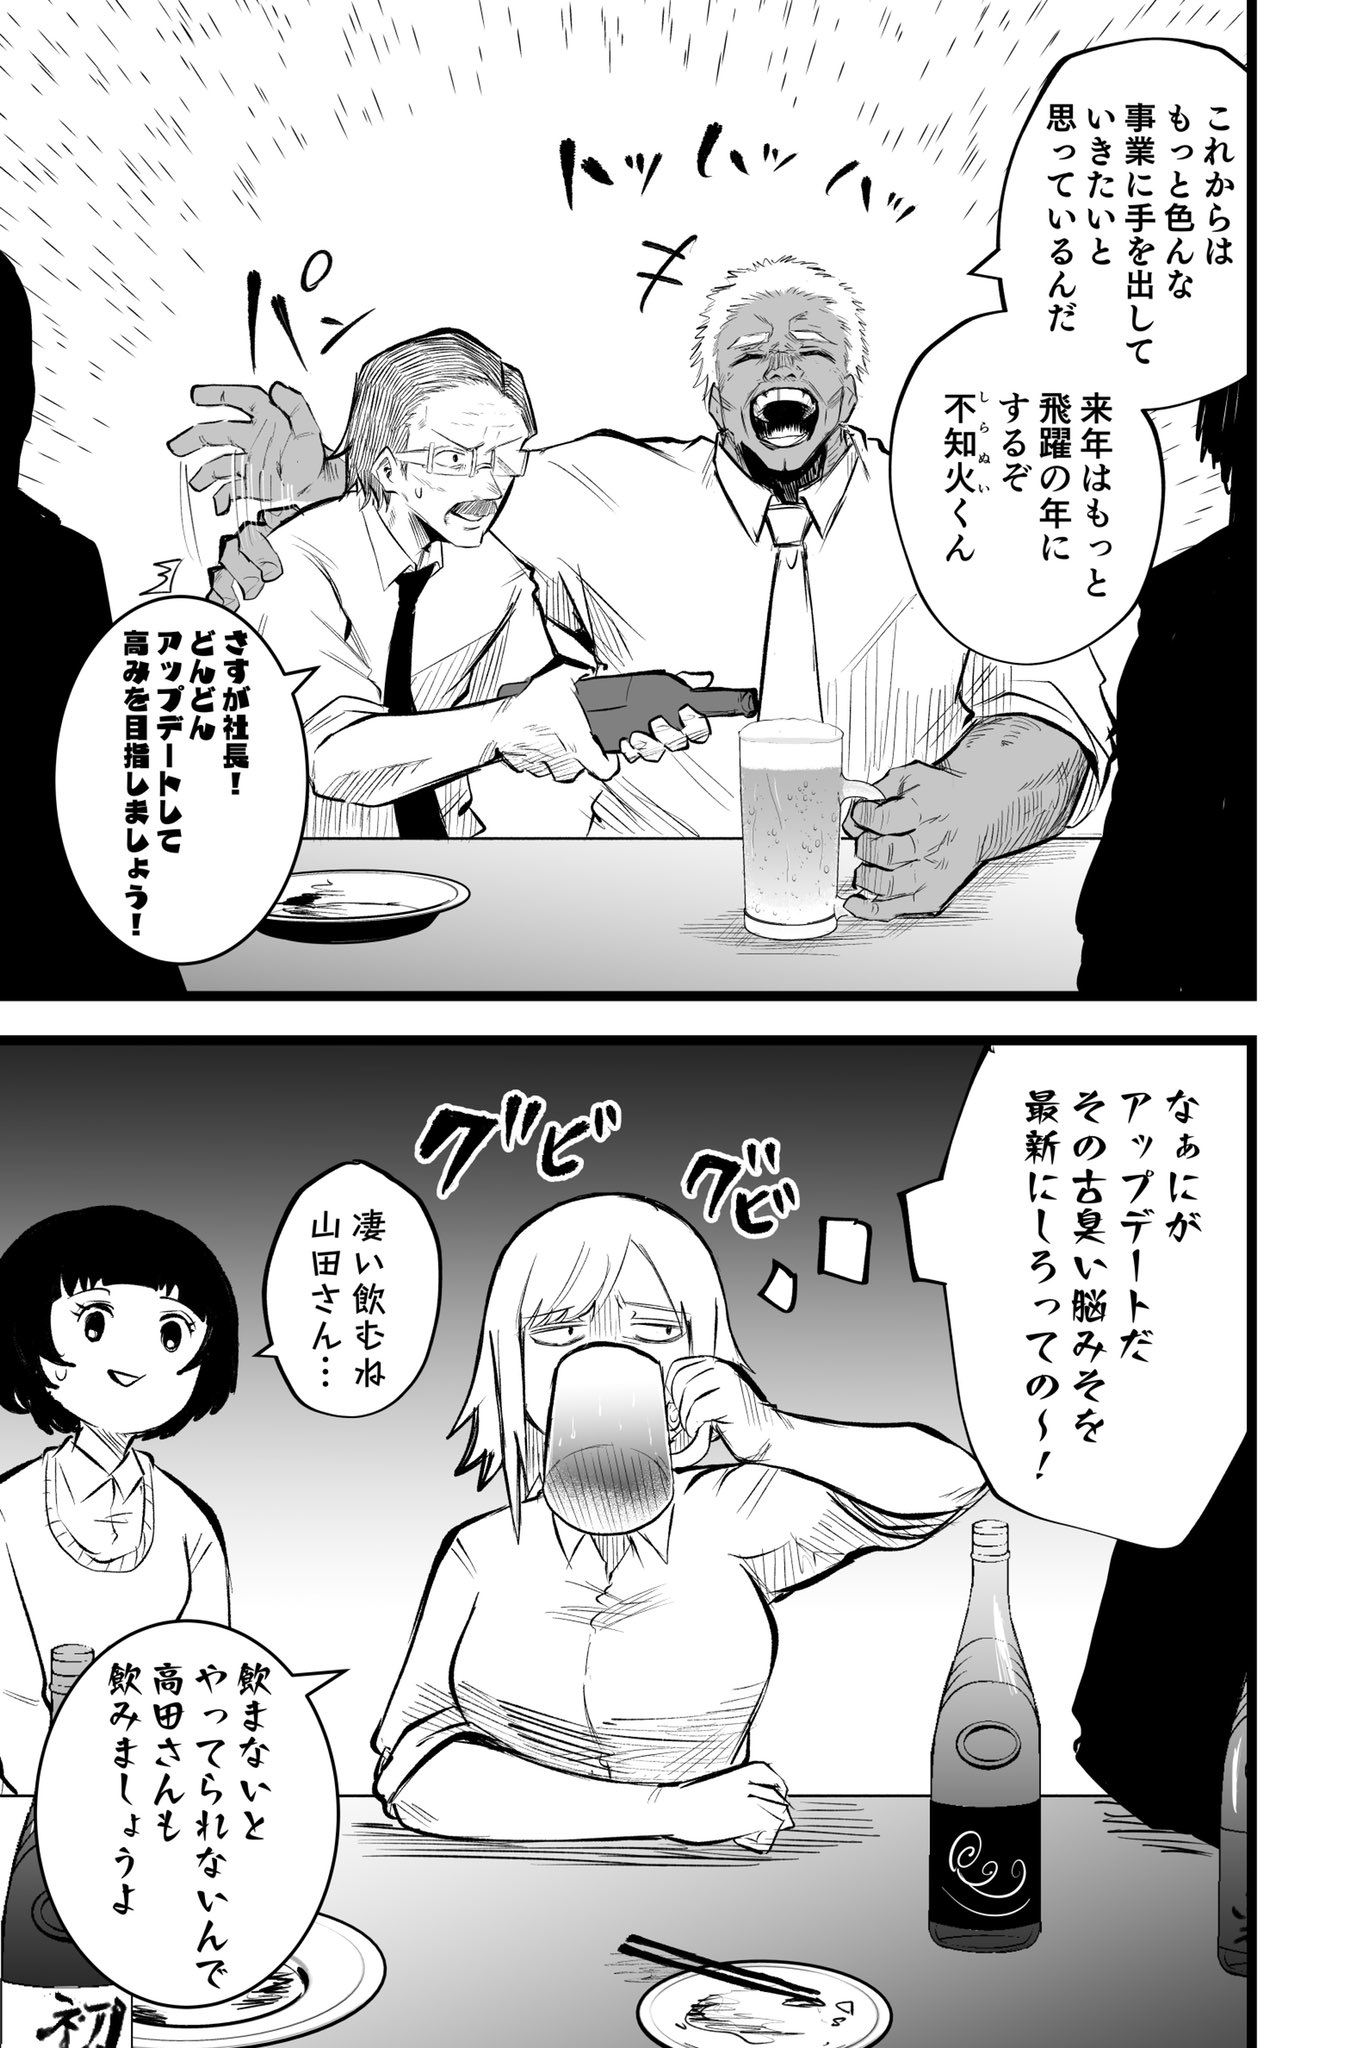 これからは
もっと色んな
事業に手を出して
いきたいと
思っているんだ
来年はもっと
飛躍の年に
するぞ
不知火くん
しらぬい
ドッ
ハッ
ハッ
バンッ
さすが社長！
どんどん
アップデートして
高みを目指しましょう！
なぁにが
アップデートだ
その古臭い脳みそを
最新にしろっての～！
グビ
グビ
凄い飲むね
山田さん…
飲まないと
やってられないんで
高田さんも
飲みましょうよ
初